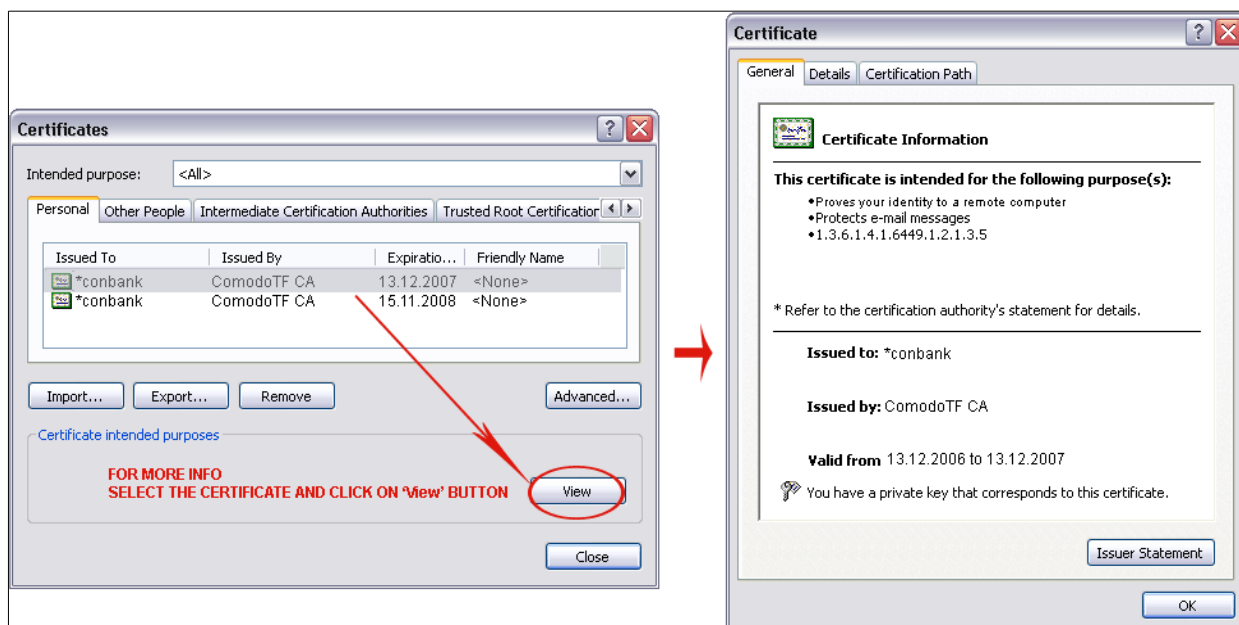 Certificates
Intended purpose: <All>
Personal Other People Intermediate Certification Authorities Trusted Root Certification
Issued To Issued By Expiratio... Friendly Name
*conbank ComodoTF CA 13.12.2007 <None>
*conbank ComodoTF CA 15.11.2008 <None>
Import... Export... Remove Advanced...
Certificate intended purposes
FOR MORE INFO
SELECT THE CERTIFICATE AND CLICK ON 'View' BUTTON
View
Close
Certificate
General Details Certification Path
Certificate Information
This certificate is intended for the following purpose(s):
•Proves your identity to a remote computer
•Protects e-mail messages
•1.3.6.1.4.1.6449.1.2.1.3.5
* Refer to the certification authority's statement for details.
Issued to: *conbank
Issued by: ComodoTF CA
Valid from 13.12.2006 to 13.12.2007
You have a private key that corresponds to this certificate.
Issuer Statement
OK